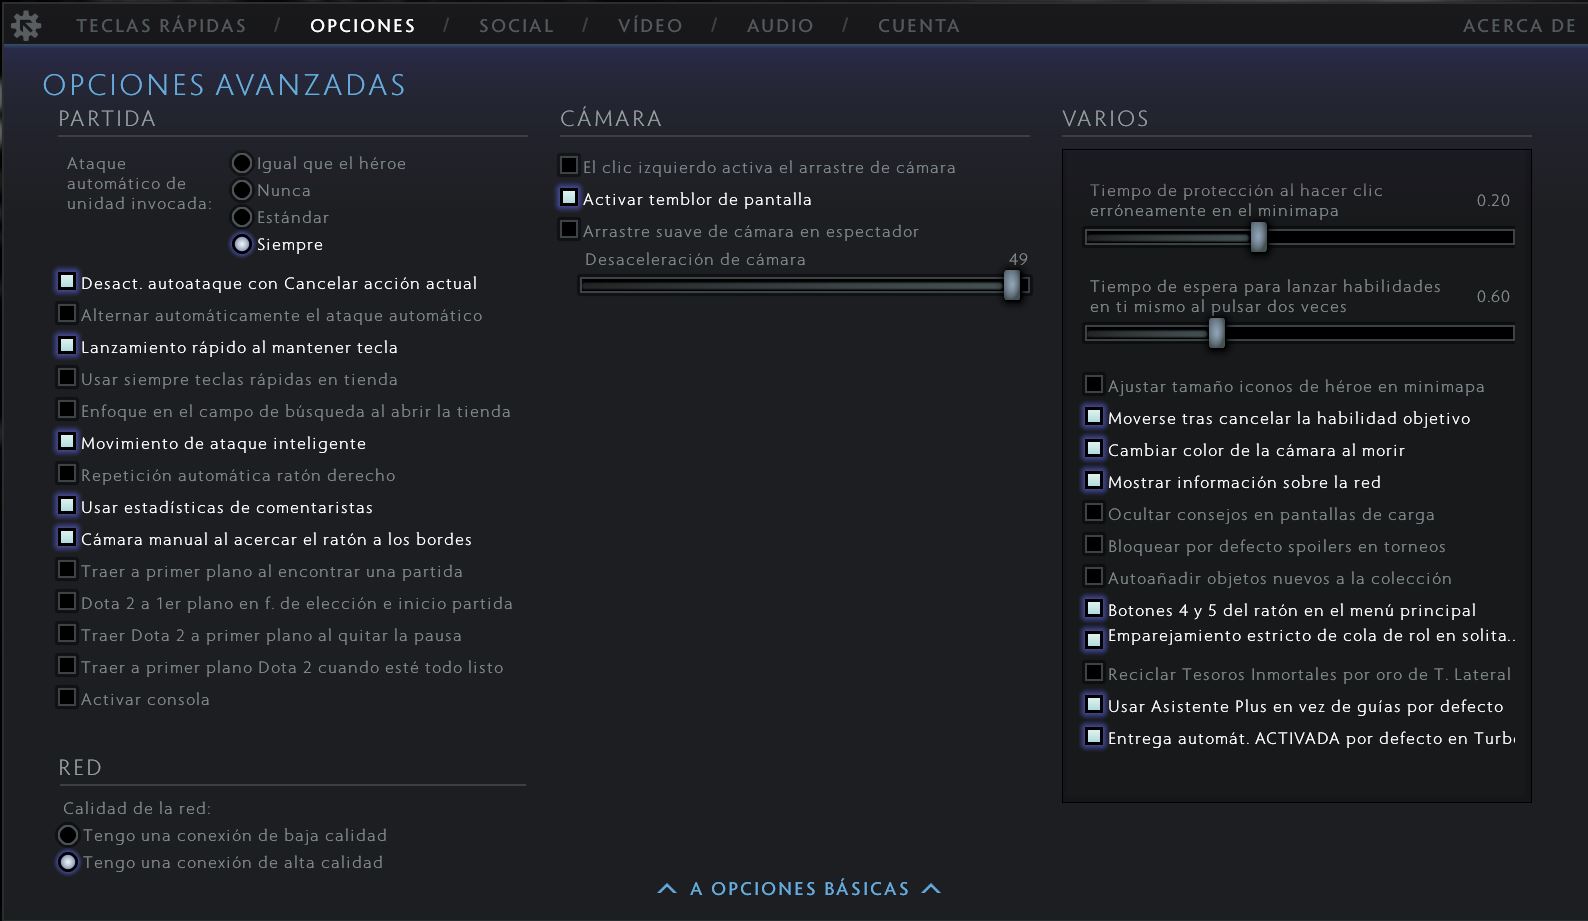 TECLAS RÁPIDAS / OPCIONES / SOCIAL / VÍDEO / AUDIO / CUENTA ACERCA DE
OPCIONES AVANZADAS
PARTIDA
Ataque
automático de
unidad invocada:
Igual que el héroe
Nunca
Estándar
Siempre
Desact. autoataque con Cancelar acción actual
Alternar automáticamente el ataque automático
Lanzamiento rápido al mantener tecla
Usar siempre teclas rápidas en tienda
Enfoque en el campo de búsqueda al abrir la tienda
Movimiento de ataque inteligente
Repetición automática ratón derecho
Usar estadísticas de comentaristas
Cámara manual al acercar el ratón a los bordes
Traer a primer plano al encontrar una partida
Dota 2 a 1er plano en f. de elección e inicio partida
Traer Dota 2 a primer plano al quitar la pausa
Traer a primer plano Dota 2 cuando esté todo listo
Activar consola
RED
Calidad de la red:
Tengo una conexión de baja calidad
Tengo una conexión de alta calidad
CÁMARA
El clic izquierdo activa el arrastre de cámara
Activar temblor de pantalla
Arrastre suave de cámara en espectador
Desaceleración de cámara 49
VARIOS
Tiempo de protección al hacer clic
erróneamente en el minimapa
0.20
Tiempo de espera para lanzar habilidades
en ti mismo al pulsar dos veces
0.60
Ajustar tamaño iconos de héroe en minimapa
Moverse tras cancelar la habilidad objetivo
Cambiar color de la cámara al morir
Mostrar información sobre la red
Ocultar consejos en pantallas de carga
Bloquear por defecto spoilers en torneos
Autoañadir objetos nuevos a la colección
Botones 4 y 5 del ratón en el menú principal
Emparejamiento estricto de cola de rol en solita..
Reciclar Tesoros Inmortales por oro de T. Lateral
Usar Asistente Plus en vez de guías por defecto
Entrega automát. ACTIVADA por defecto en Turb
A OPCIONES BÁSICAS